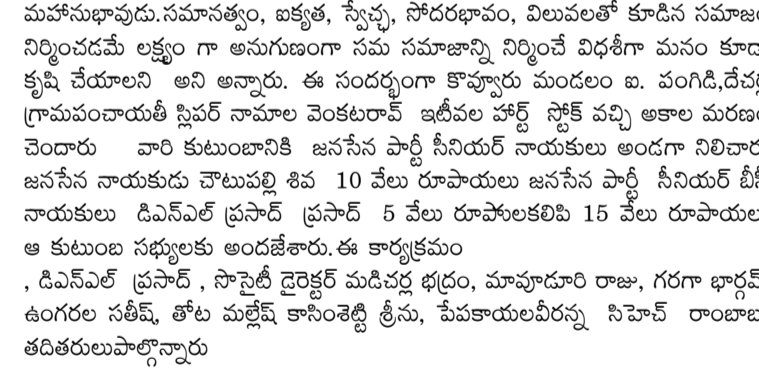 మహానుభావుడు.సమానత్వం, ఐక్యత, స్వేచ్ఛ, సోదరభావం, విలువలతో కూడిన సమాజం
నిర్మించడమే లక్ష్యం గా అనుగుణంగా సమ సమాజాన్ని నిర్మించే విధశీగా మనం కూడ
కృషి చేయాలని అని అన్నారు. ఈ సందర్భంగా కొవ్వూరు మండలం ఐ. పంగిడి,దేచర్ల
గ్రామపంచాయతీ స్లిపర్ నామాల వెంకటరావ్ ఇటీవల హార్ట్ స్టోక్ వచ్చి అకాల మరణం
చెందారు వారి కుటుంబానికి జనసేన పార్టీ సీనియర్ నాయకులు అండగా నిలిచార
జనసేన నాయకుడు చౌటుపల్లి శివ 10 వేలు రూపాయలు జనసేన పార్టీ సీనియర్ బీసీ
నాయకులు డిఎన్ఎల్ ప్రసాద్ ప్రసాద్ 5 వేలు రూపాులకలిపి 15 వేలు రూపాయల
ఆ కుటుంబ సభ్యులకు అందజేశారు.ఈ కార్యక్రమం
, డిఎన్ఎల్ ప్రసాద్ , సొసైటీ డైరెక్టర్ మడిచర్ల భద్రం, మావూడూరి రాజు, గరగా భార్గవ్
ఉంగరల సతీష్, తోట మల్లేష్ కాసింశెట్టి శ్రీను, పేపకాయలవీరన్న సిహెచ్ రాంబాబ
తదితరులుపాల్గొన్నారు